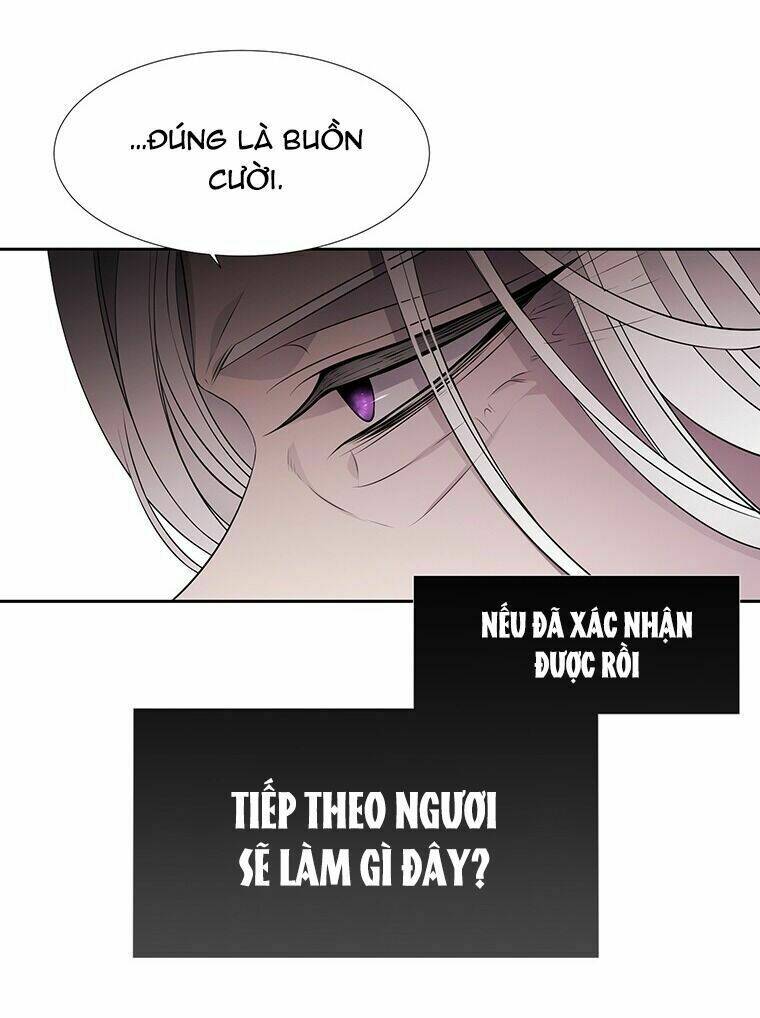 ...ĐÚNG LÀ BUỒN
CƯỜI.
NẾU ĐÃ XÁC NHẬN
ĐƯỢC RỒI
TIẾP THEO NGƯƠI
SẼ LÀM GÌ ĐÂY?